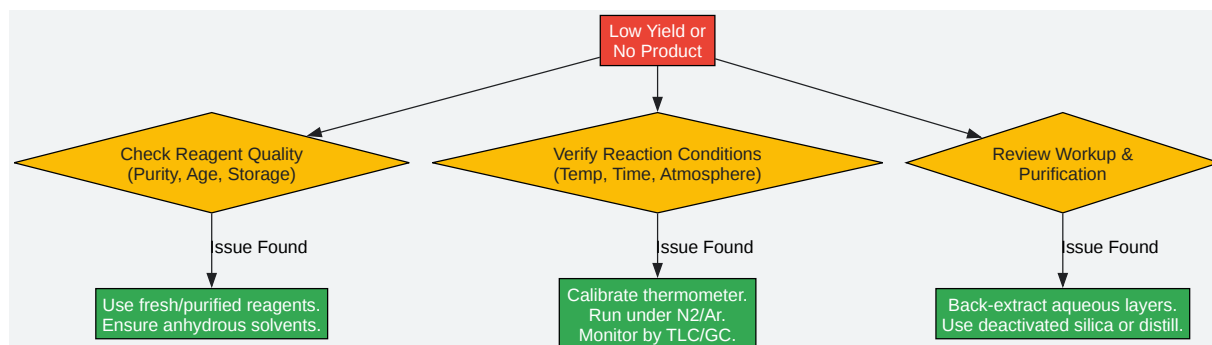 Low Yield or
No Product
Check Reagent Quality
(Purity, Age, Storage)
Verify Reaction Conditions
(Temp, Time, Atmosphere)
Review Workup &
Purification
Issue Found
Issue Found
Issue Found
Use fresh/purified reagents.
Ensure anhydrous solvents.
Calibrate thermometer.
Run under N2/Ar.
Monitor by TLC/GC.
Back-extract aqueous layers.
Use deactivated silica or distill.